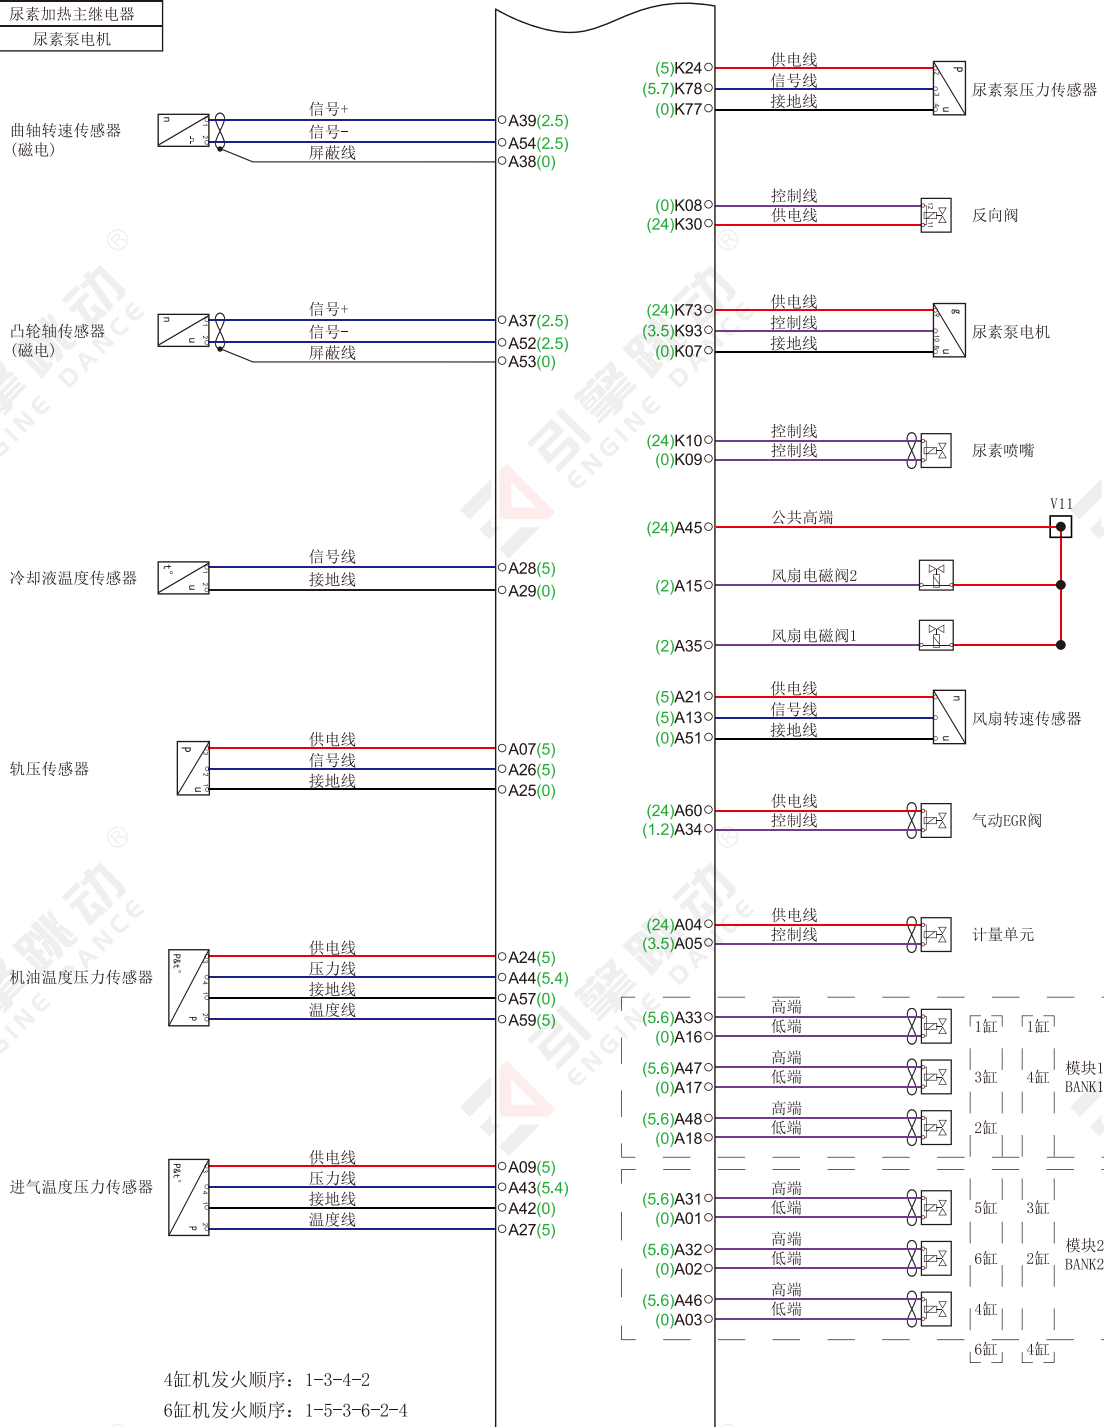 尿素加热主继电器
尿素泵电机
曲轴转速传感器
(磁电)
信号+
信号-
屏蔽线
A39(2.5)
A54(2.5)
A38(0)
凸轮轴传感器
(磁电)
信号+
信号-
屏蔽线
A37(2.5)
A52(2.5)
A53(0)
冷却液温度传感器
信号线
接地线
A28(5)
A29(0)
轨压传感器
供电线
信号线
接地线
A07(5)
A26(5)
A25(0)
机油温度压力传感器
供电线
压力线
接地线
温度线
A24(5)
A44(5.4)
A57(0)
A59(5)
进气温度压力传感器
供电线
压力线
接地线
温度线
A09(5)
A43(5.4)
A42(0)
A27(5)
4缸机发火顺序：1-3-4-2
6缸机发火顺序：1-5-3-6-2-4
(5)K24 供电线
(5.7)K78 信号线
(0)K77 接地线
尿素泵压力传感器
(0)K08 控制线
(24)K30 供电线
反向阀
(24)K73 供电线
(3.5)K93 控制线
(0)K07 接地线
尿素泵电机
(24)K10 控制线
(0)K09 控制线
尿素喷嘴
(24)A45 公共高端
V11
(2)A15 风扇电磁阀2
(2)A35 风扇电磁阀1
(5)A21 供电线
(5)A13 信号线
(0)A51 接地线
风扇转速传感器
(24)A60 供电线
(1.2)A34 控制线
气动EGR阀
(24)A04 供电线
(3.5)A05 控制线
计量单元
(5.6)A33 高端
(0)A16 低端
1缸 1缸
(5.6)A47 高端
(0)A17 低端
3缸 4缸
模块1
BANK1
(5.6)A48 高端
(0)A18 低端
2缸
(5.6)A31 高端
(0)A01 低端
5缸 3缸
(5.6)A32 高端
(0)A02 低端
6缸 2缸
模块2
BANK2
(5.6)A46 高端
(0)A03 低端
4缸
6缸 4缸
引擎跳动
ENGINE DANCE